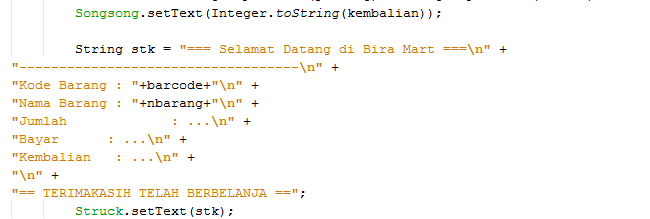 Songsong.setText(Integer.toString(kembalian));
String stk = "=== Selamat Datang di Bira Mart ===\n" +
"-----------------------------------\n" +
"Kode Barang : "+barcode+"\n" +
"Nama Barang : "+nbarang+"\n" +
"Jumlah             : ...\n" +
"Bayar      : ...\n" +
"Kembalian   : ...\n" +
"\n" +
"== TERIMAKASIH TELAH BERBELANJA ==";
Struck.setText(stk);